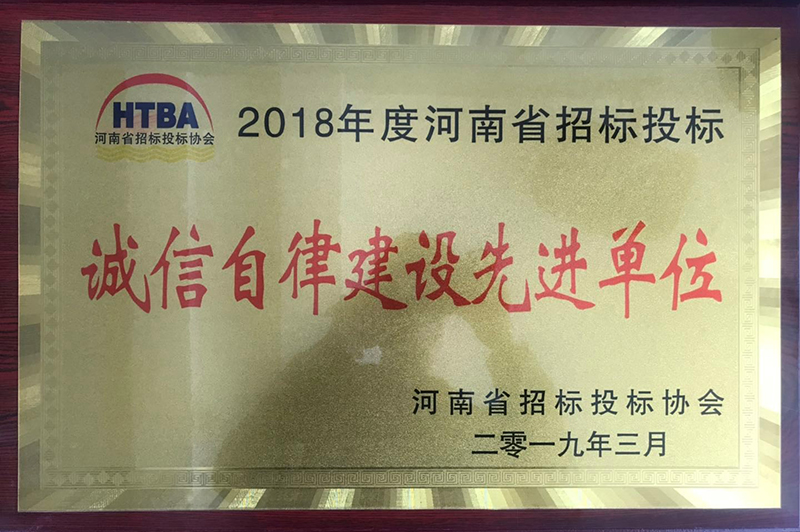 HTBA
河南省招标投标协会
2018年度河南省招标投标
诚信自律建设先进单位
河南省招标投标协会
二零一九年三月